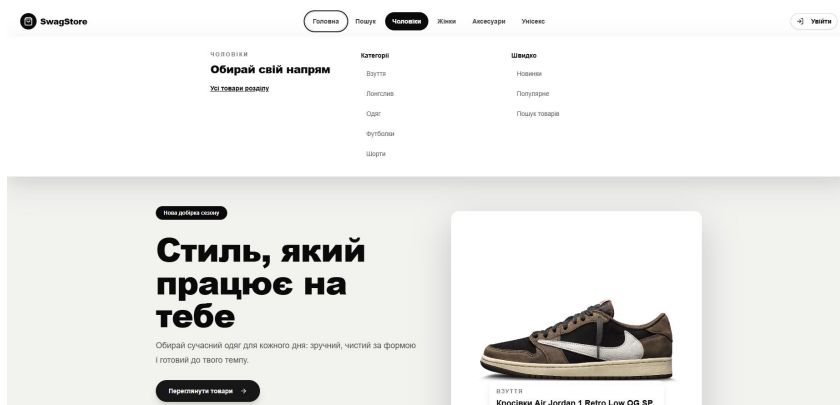 SwagStore
Головна Пошук Чоловіки Жінки Аксесуари Унісекс
Увійти
ЧОЛОВІКИ
Обирай свій напрям
Усі товари розділу
Категорії
Взуття
Лонгслив
Одяг
Футболки
Шорти
Швидко
Новинки
Популярне
Пошук товарів
Нова добірка сезону
Стиль, який
працює на
тебе
Обирай сучасний одяг для кожного дня: зручний, чистий за формою
і готовий до твого темпу.
Переглянути товари →
ВЗУТТЯ
Кросівки Air Jordan 1 Retro Low OG SP